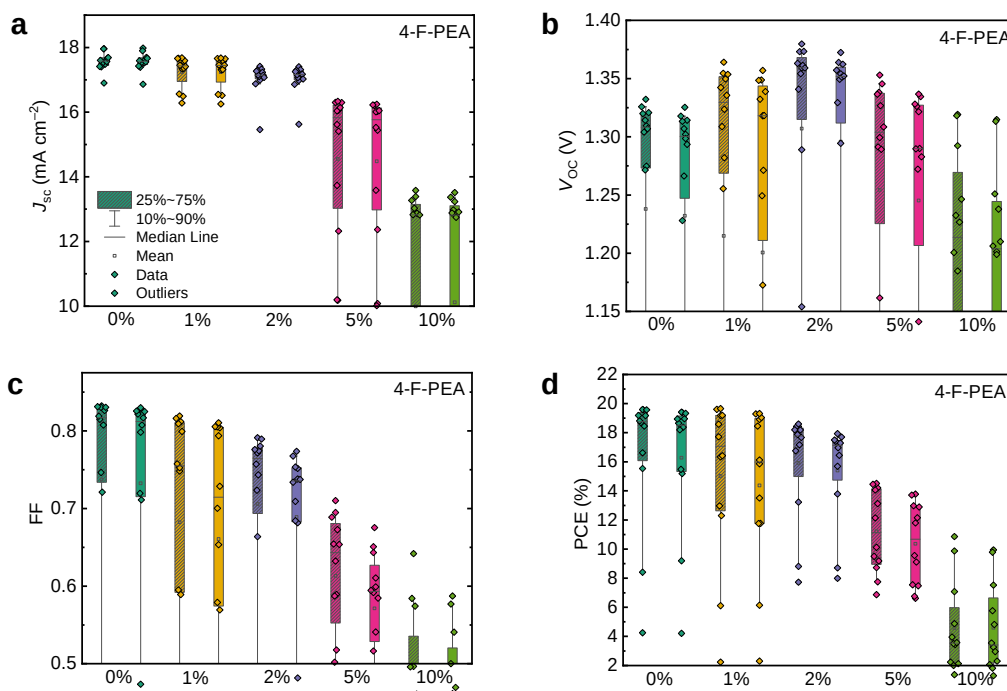 a
4-F-PEA
18
16
14
12
10
J_sc (mA cm⁻²)
25%~75%
10%~90%
Median Line
Mean
Data
Outliers
0% 1% 2% 5% 10%
b
4-F-PEA
1.40
1.35
1.30
1.25
1.20
1.15
V_OC (V)
0% 1% 2% 5% 10%
c
4-F-PEA
0.8
0.7
0.6
0.5
FF
0% 1% 2% 5% 10%
d
4-F-PEA
22
20
18
16
14
12
10
8
6
4
2
PCE (%)
0% 1% 2% 5% 10%